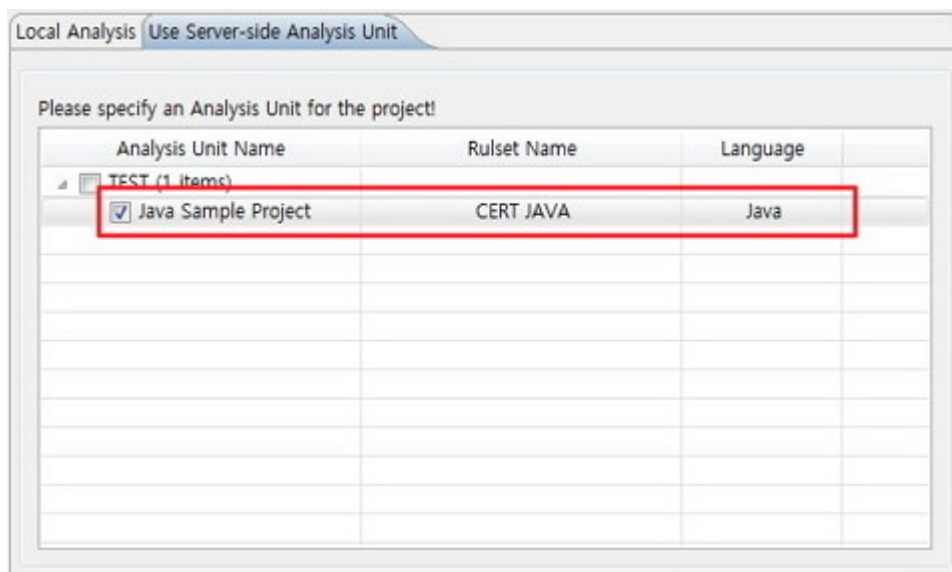 Local Analysis Use Server-side Analysis Unit
Please specify an Analysis Unit for the project!
Analysis Unit Name Rulset Name Language
TEST (1 items)
Java Sample Project CERT JAVA Java